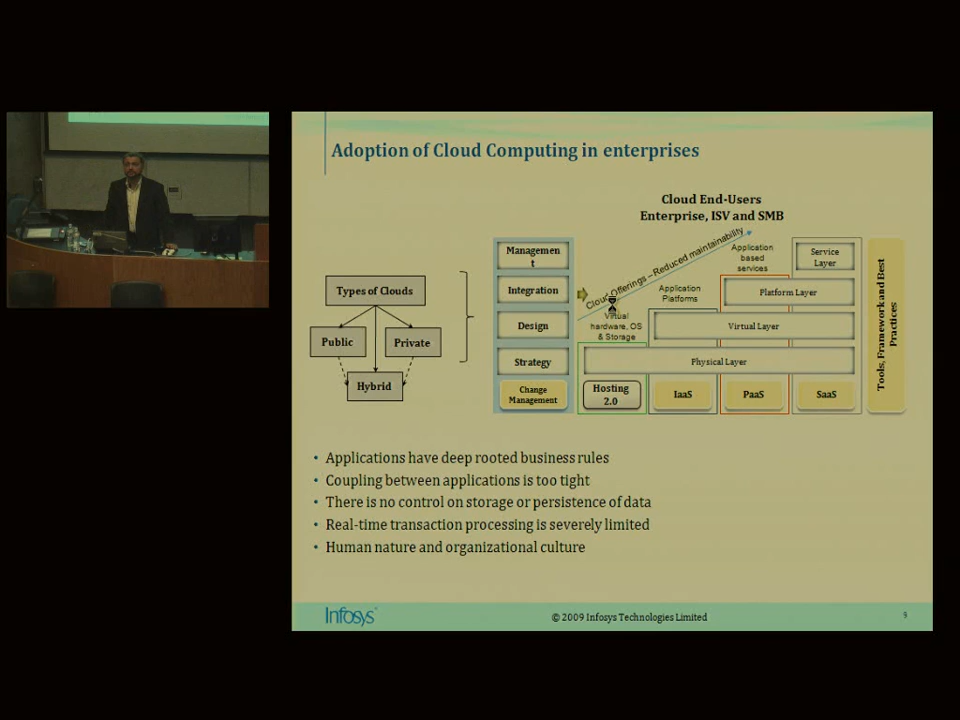 Adoption of Cloud Computing in enterprises
Cloud End-Users
Enterprise, ISV and SMB
Types of Clouds
Public
Private
Hybrid
Managemen
t
Integration
Design
Strategy
Change
Management
Cloud Offerings – Reduced maintainability
Virtual
hardware, OS
& Storage
Application
Platforms
Application
based
services
Service
Layer
Platform Layer
Virtual Layer
Physical Layer
Hosting
2.0
IaaS
PaaS
SaaS
Tools, Framework and Best
Practices
• Applications have deep rooted business rules
• Coupling between applications is too tight
• There is no control on storage or persistence of data
• Real-time transaction processing is severely limited
• Human nature and organizational culture
Infosys
© 2009 Infosys Technologies Limited
9